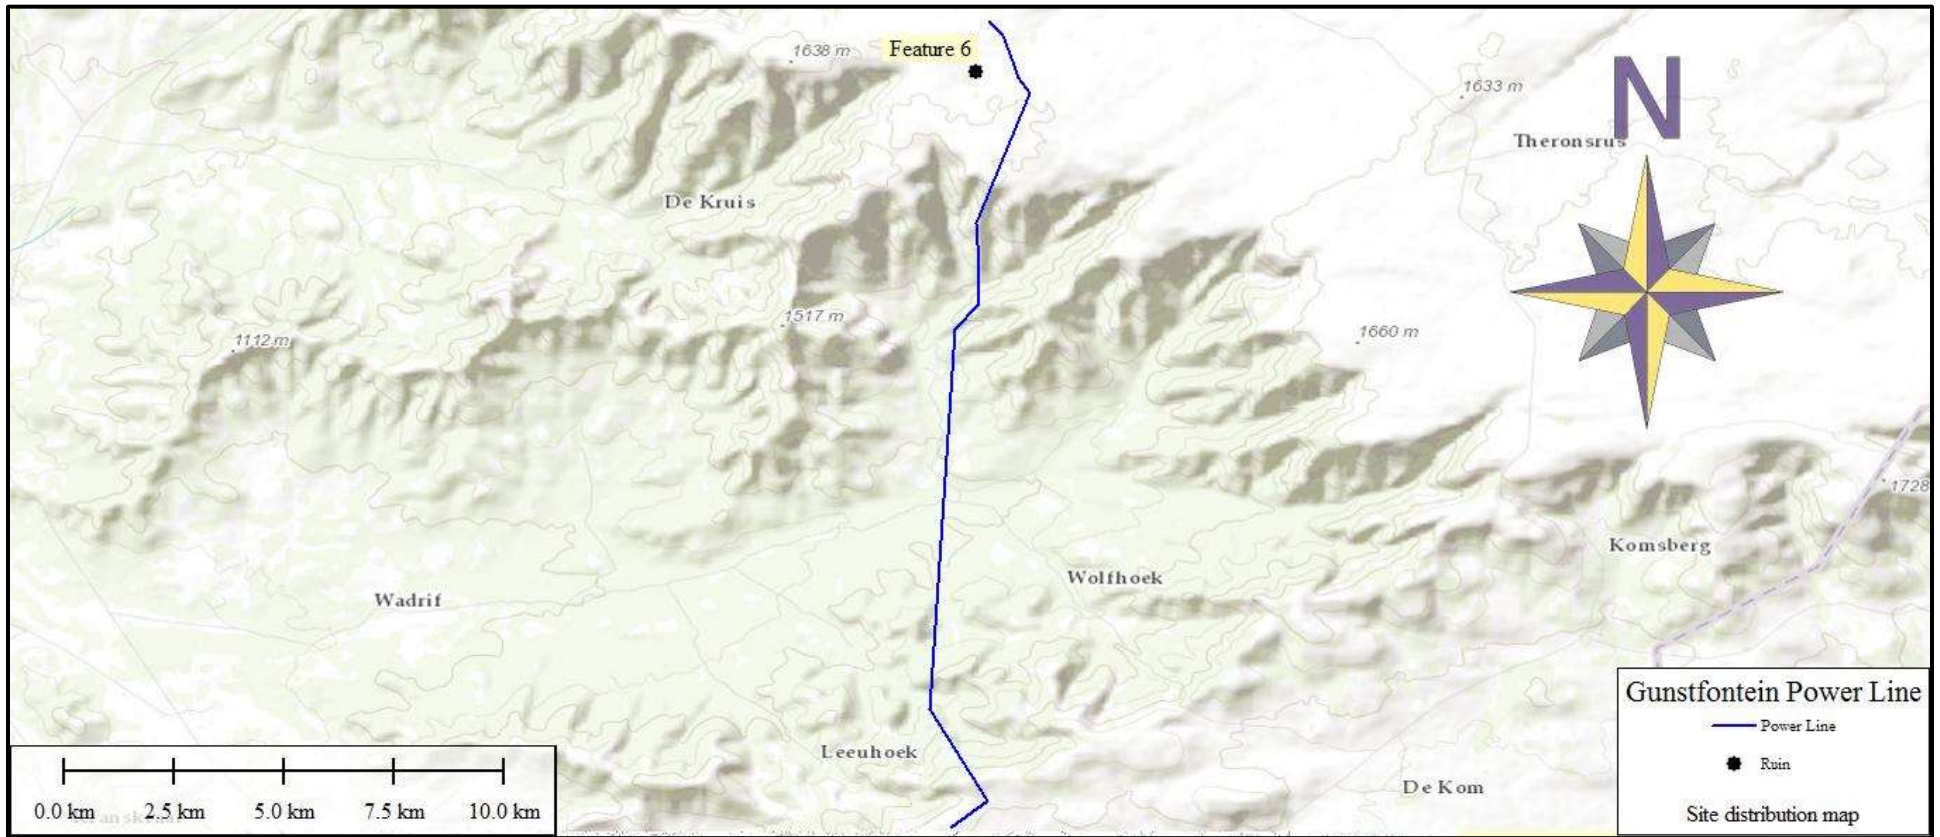 1638 m
Feature 6
1633 m
N
Theronsrus
De Kruis
1517 m
1112 m
1660 m
1728
Komsberg
Wolfhoek
Wadrif
Gunstfontein Power Line
Power Line
Ruin
Site distribution map
Leeuhoek
De Kom
0.0 km 2.5 km 5.0 km 7.5 km 10.0 km